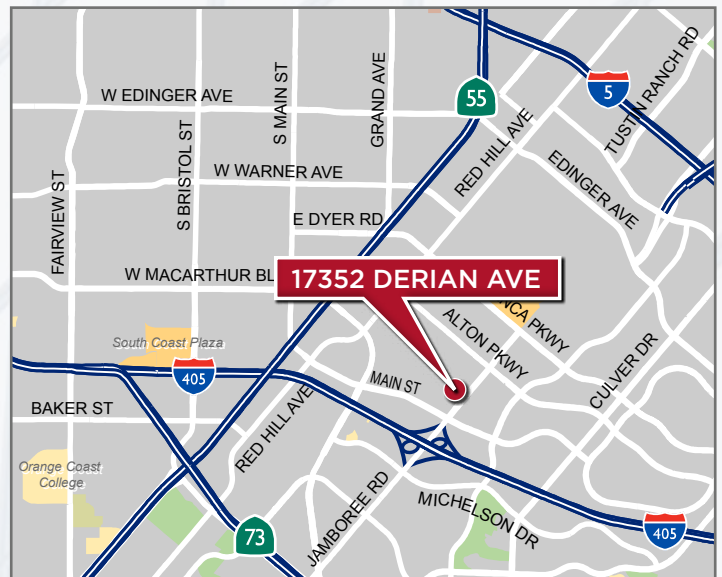 W EDINGER AVE
S MAIN ST
GRAND AVE
55
5
TUSTIN RANCH RD
RED HILL AVE
S BRISTOL ST
W WARNER AVE
EDINGER AVE
FAIRVIEW ST
E DYER RD
W MACARTHUR BL
17352 DERIAN AVE
NCA PKWY
ALTON PKWY
South Coast Plaza
405
MAIN ST
CULVER DR
BAKER ST
RED HILL AVE
Orange Coast
College
JAMBOREE RD
MICHELSON DR
73
405